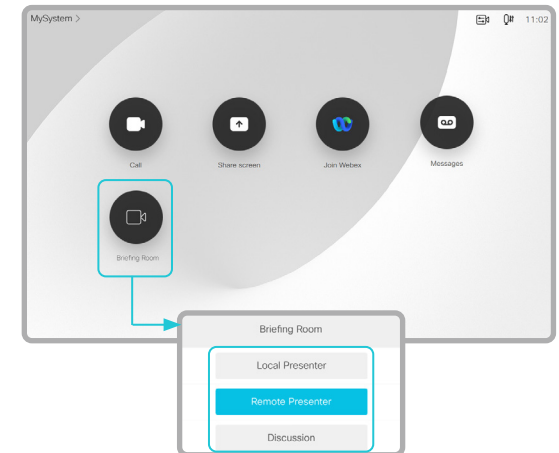 MySystem >
11:02
Call
Share screen
Join Webex
Messages
Briefing Room
Briefing Room
Local Presenter
Remote Presenter
Discussion